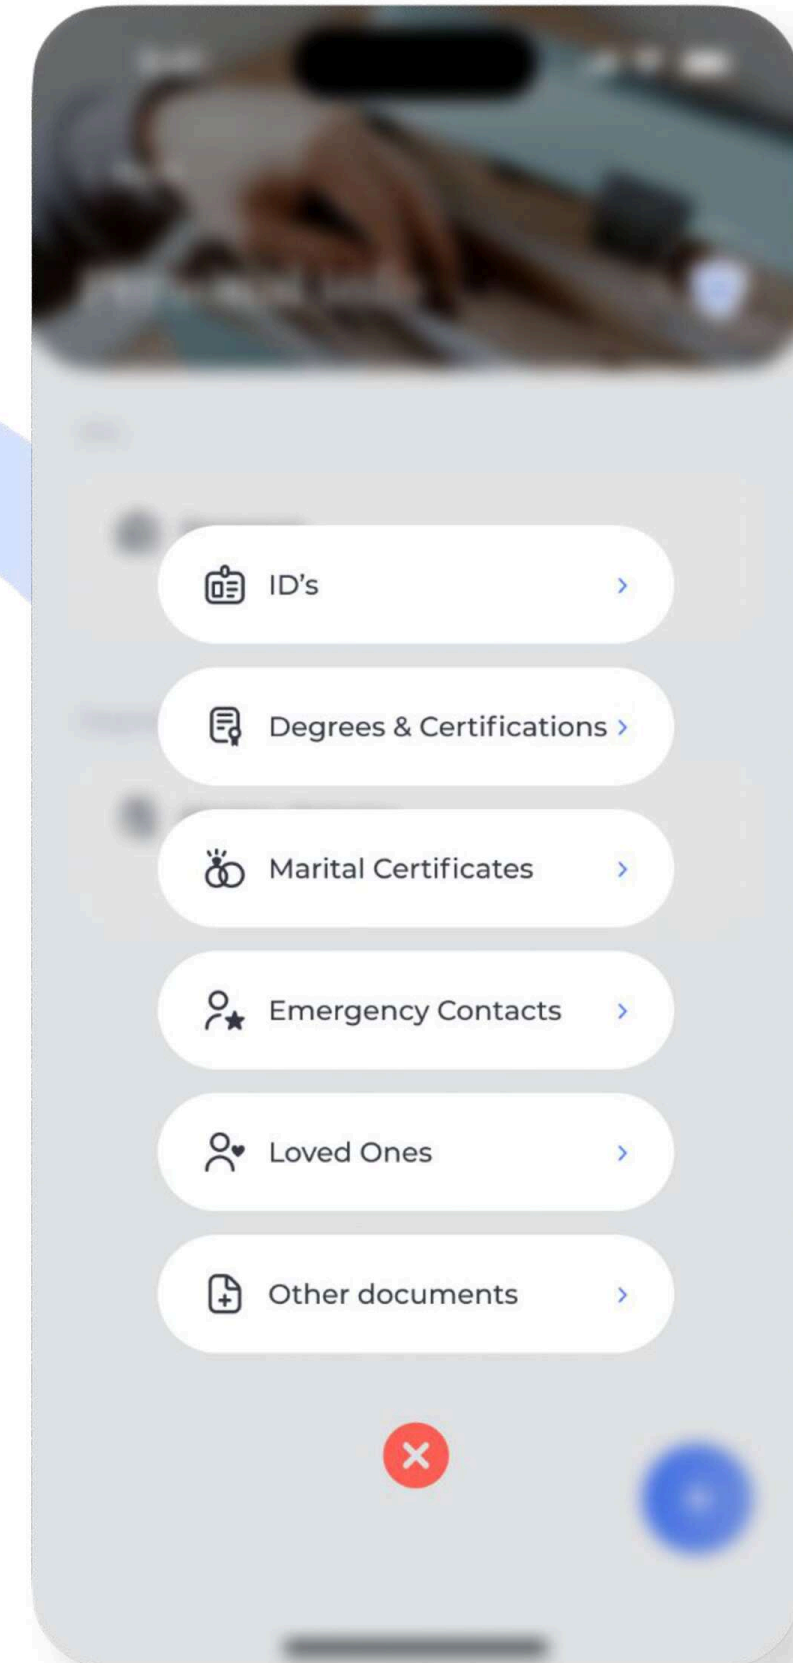 ID’s
Degrees & Certifications
Marital Certificates
Emergency Contacts
Loved Ones
Other documents